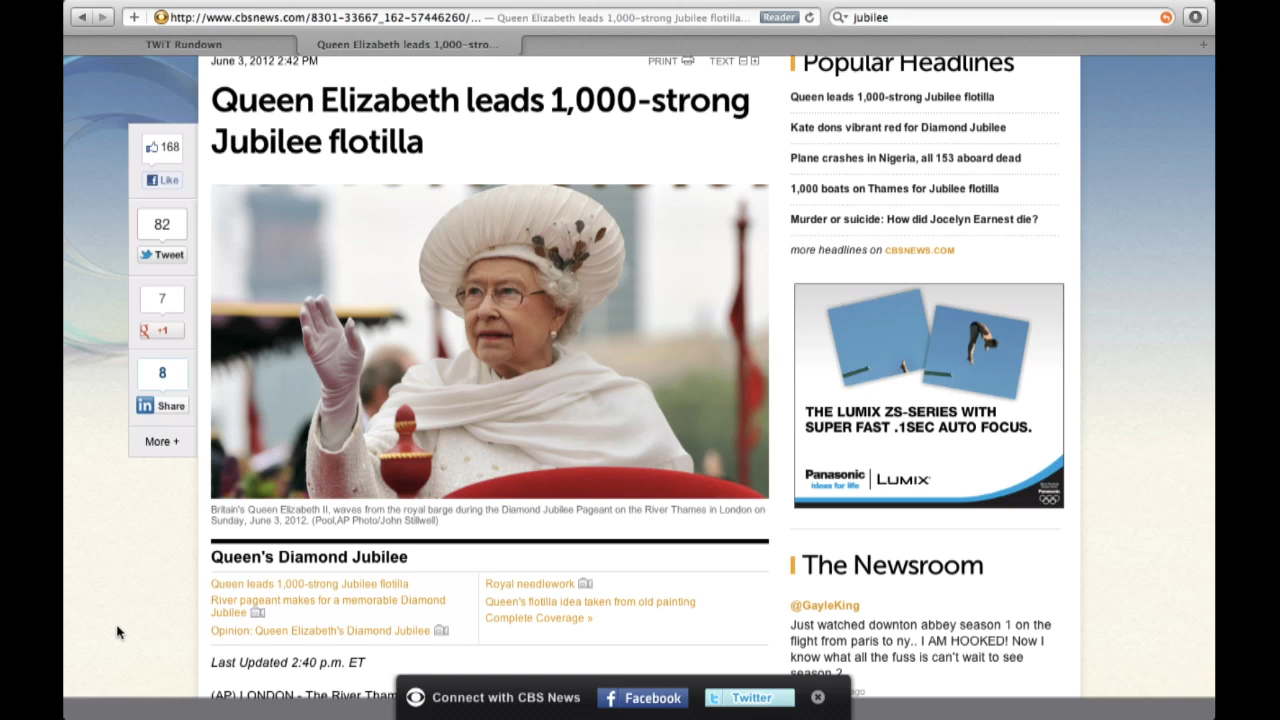 http://www.cbsnews.com/8301-33667_162-57446260/... — Queen Elizabeth leads 1,000-strong Jubilee flotilla... Reader jubilee
TWiT Rundown
Queen Elizabeth leads 1,000-stro...
June 3, 2012 2:42 PM
PRINT TEXT
Queen Elizabeth leads 1,000-strong
Jubilee flotilla
168
Like
82
Tweet
7
+1
8
in Share
More +
Britain's Queen Elizabeth II, waves from the royal barge during the Diamond Jubilee Pageant on the River Thames in London on
Sunday, June 3, 2012. (Pool,AP Photo/John Stillwell)
Queen's Diamond Jubilee
Queen leads 1,000-strong Jubilee flotilla
River pageant makes for a memorable Diamond
Jubilee
Opinion: Queen Elizabeth's Diamond Jubilee
Royal needlework
Queen's flotilla idea taken from old painting
Complete Coverage »
Last Updated 2:40 p.m. ET
(AP) LONDON - The River
Popular Headlines
Queen leads 1,000-strong Jubilee flotilla
Kate dons vibrant red for Diamond Jubilee
Plane crashes in Nigeria, all 153 aboard dead
1,000 boats on Thames for Jubilee flotilla
Murder or suicide: How did Jocelyn Earnest die?
more headlines on CBSNEWS.COM
THE LUMIX ZS-SERIES WITH
SUPER FAST .1SEC AUTO FOCUS.
Panasonic
ideas for life
LUMIX
The Newsroom
@GayleKing
Just watched downton abbey season 1 on the
flight from paris to ny.. I AM HOOKED! Now I
know what all the fuss is can't wait to see
season 2
ago
Connect with CBS News
Facebook
Twitter